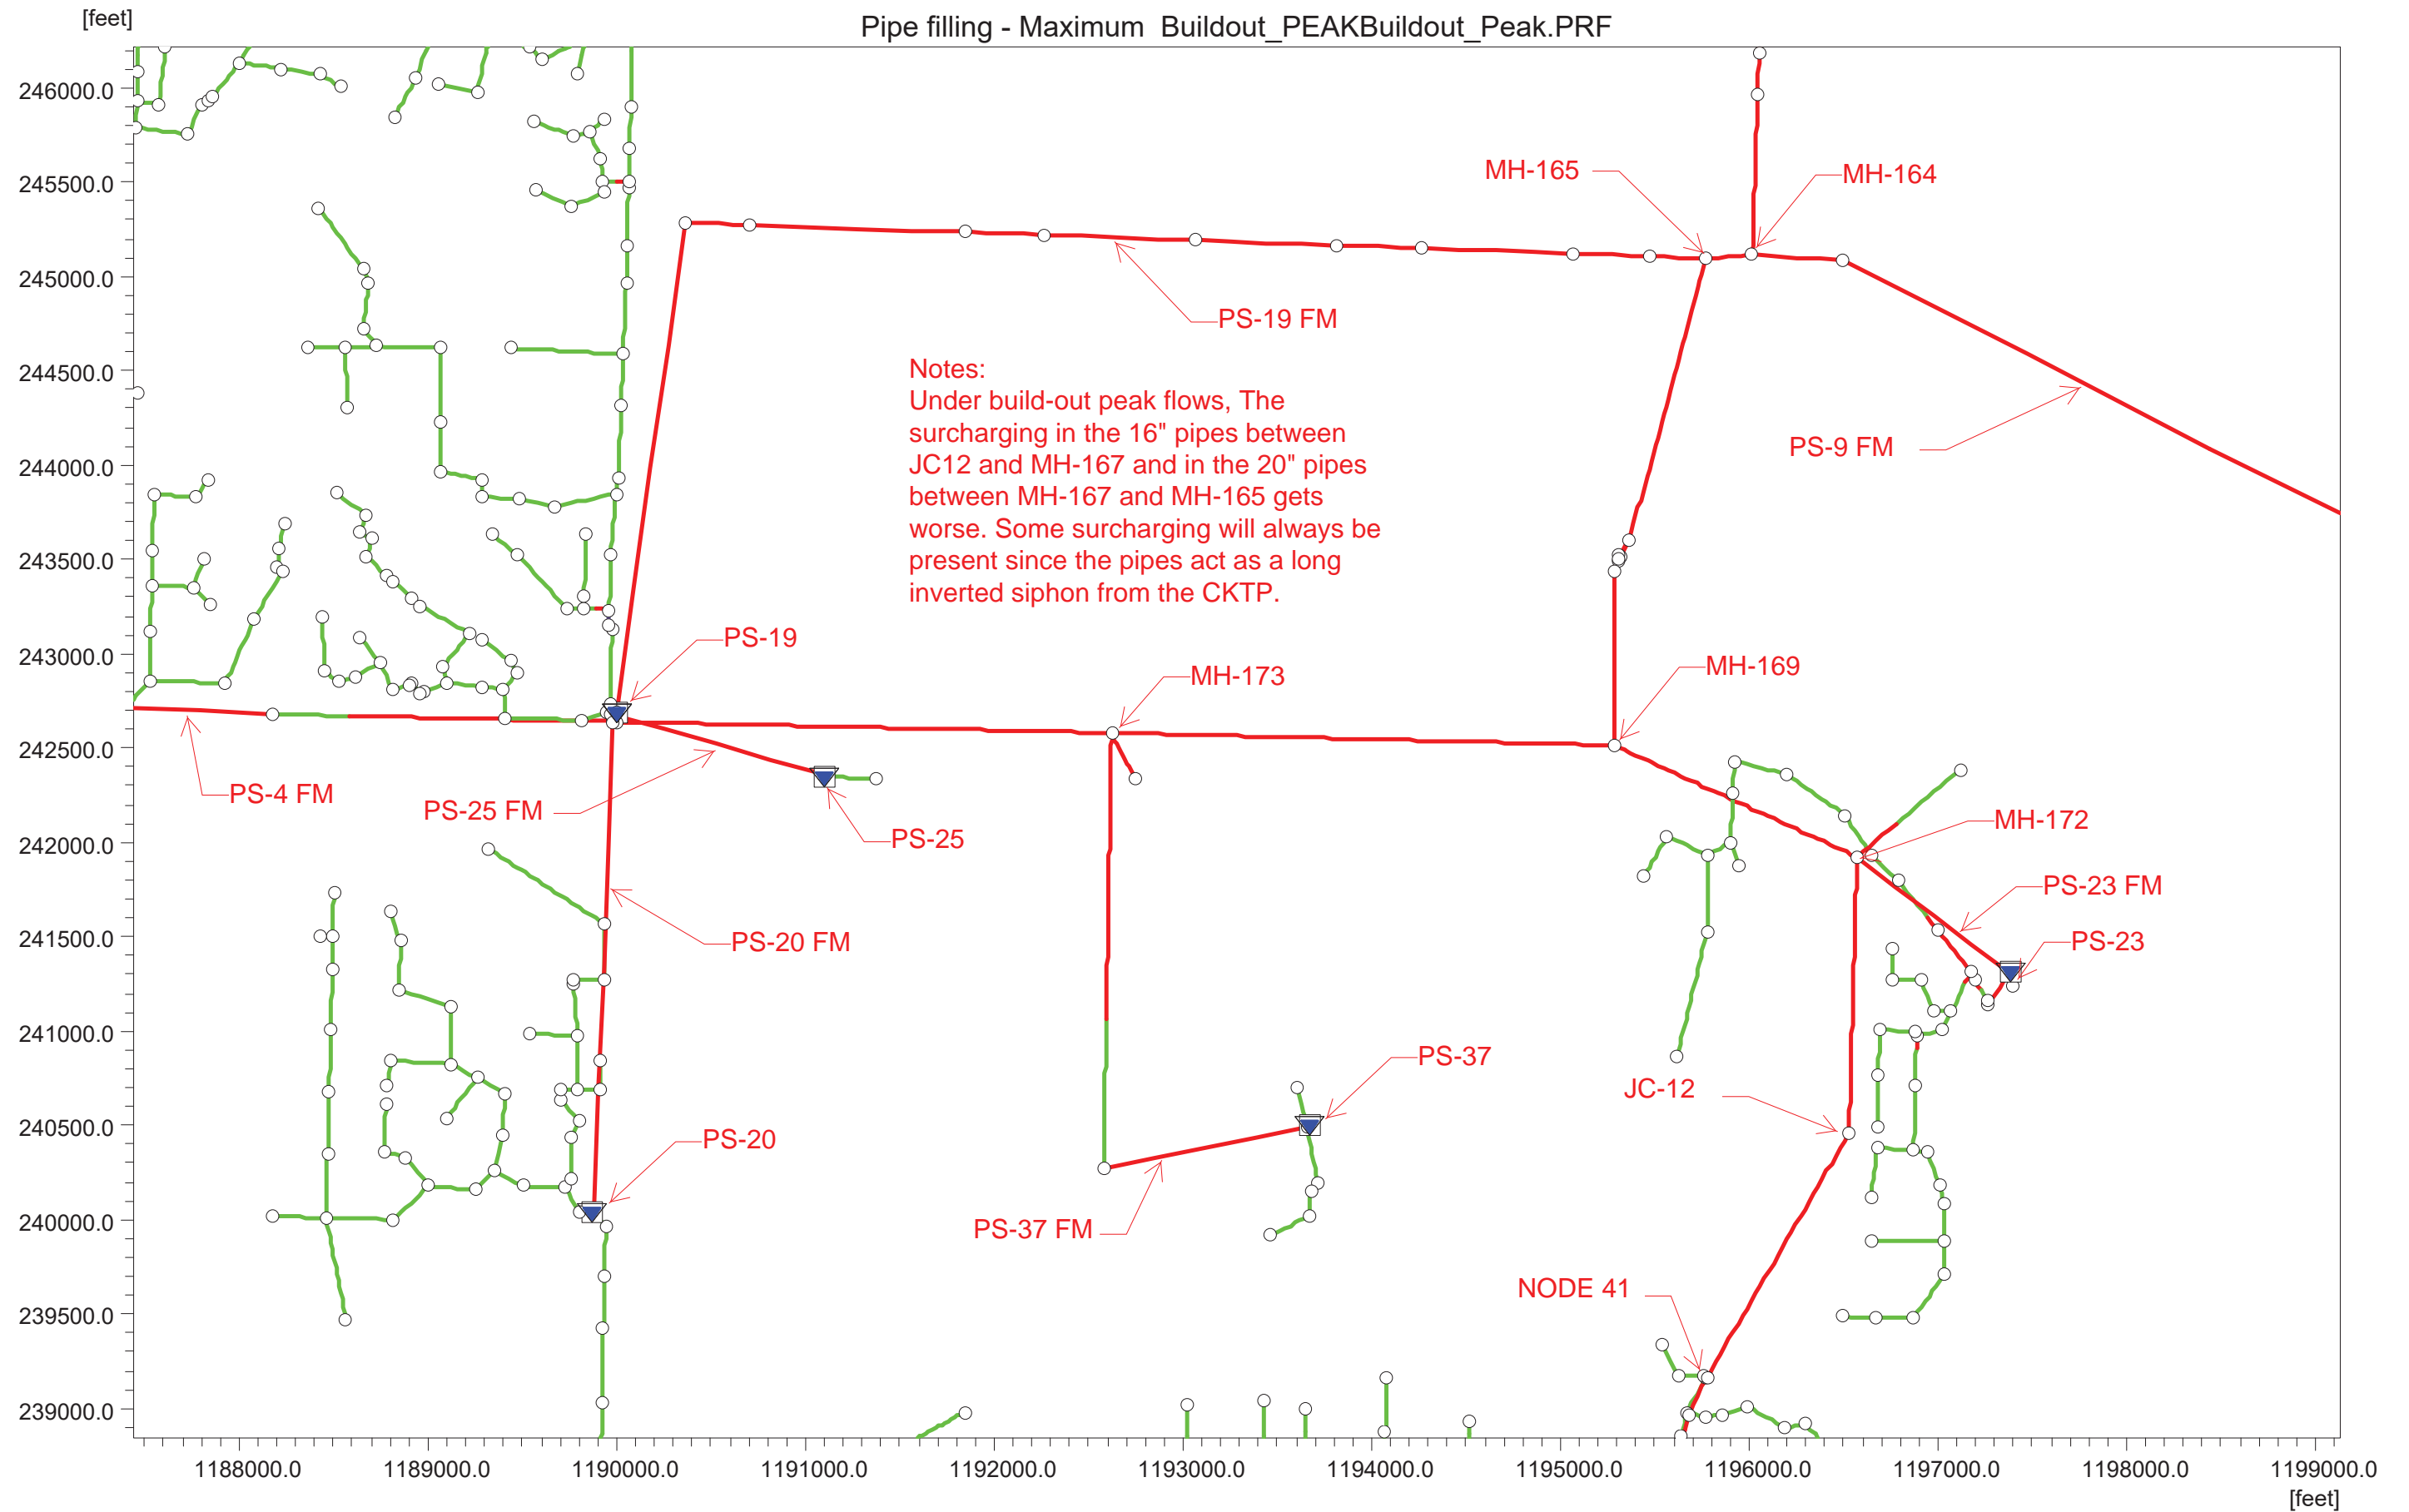 [feet]
Pipe filling - Maximum  Buildout_PEAKBuildout_Peak.PRF
246000.0
245500.0
245000.0
244500.0
244000.0
243500.0
243000.0
242500.0
242000.0
241500.0
241000.0
240500.0
240000.0
239500.0
239000.0
MH-165
MH-164
PS-19 FM
Notes:
Under build-out peak flows, The
surcharging in the 16" pipes between
JC12 and MH-167 and in the 20" pipes
between MH-167 and MH-165 gets
worse. Some surcharging will always be
present since the pipes act as a long
inverted siphon from the CKTP.
PS-9 FM
PS-19
MH-173
MH-169
PS-4 FM
PS-25 FM
PS-25
MH-172
PS-23 FM
PS-20 FM
PS-23
PS-37
JC-12
PS-20
PS-37 FM
NODE 41
1188000.0
1189000.0
1190000.0
1191000.0
1192000.0
1193000.0
1194000.0
1195000.0
1196000.0
1197000.0
1198000.0
1199000.0
[feet]